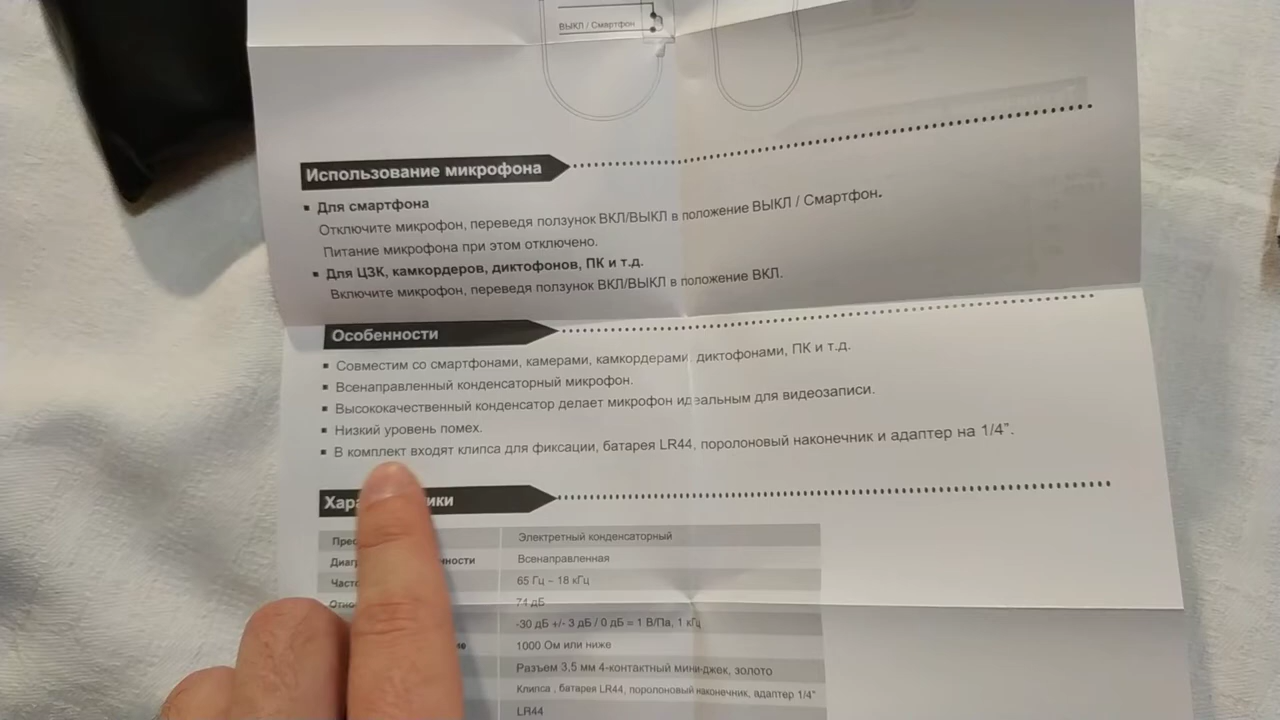 ВЫКЛ / Смартфон
Использование микрофона
▪ Для смартфона
Отключите микрофон, переведя ползунок ВКЛ/ВЫКЛ в положение ВЫКЛ / Смартфон.
Питание микрофона при этом отключено.
▪ Для ЦЗК, камкордеров, диктофонов, ПК и т.д.
Включите микрофон, переведя ползунок ВКЛ/ВЫКЛ в положение ВКЛ.
Особенности
▪ Совместим со смартфонами, камерами, камкордерами, диктофонами, ПК и т.д.
▪ Всенаправленный конденсаторный микрофон.
▪ Высококачественный конденсатор делает микрофон идеальным для видеозаписи.
▪ Низкий уровень помех.
▪ В комплект входят клипса для фиксации, батарея LR44, поролоновый наконечник и адаптер на 1/4”.
Электретный конденсаторный
Всенаправленная
65 Гц – 18 кГц
74 дБ
-30 дБ +/- 3 дБ / 0 дБ = 1 В/Па, 1 кГц
1000 Ом или ниже
Разъем 3,5 мм 4-контактный мини-джек, золото
Клипса , батарея LR44, поролоновый наконечник, адаптер 1/4"
LR44